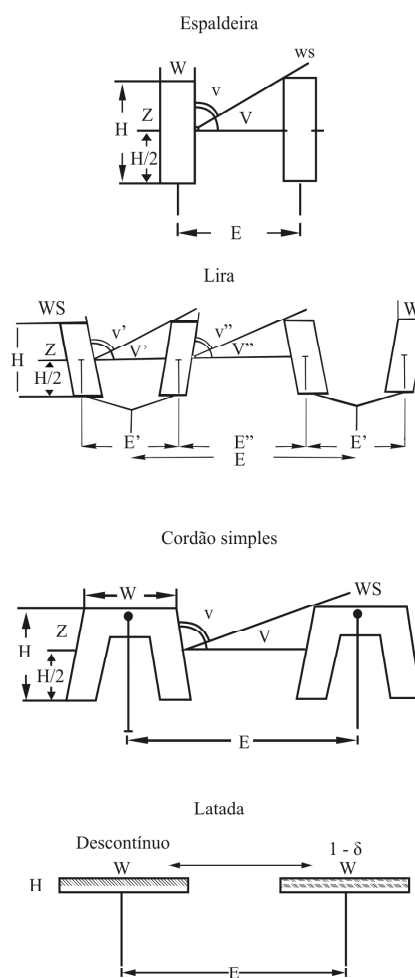 Espaldeira
W
ws
v
Z
V
H
H/2
E
Lira
WS
W
v'
v"
Z
V'
V"
H
H/2
E'
E"
E'
E
Cordão simples
W
WS
v
Z
V
H
H/2
E
Latada
Descontínuo
1 - δ
W
W
H
E